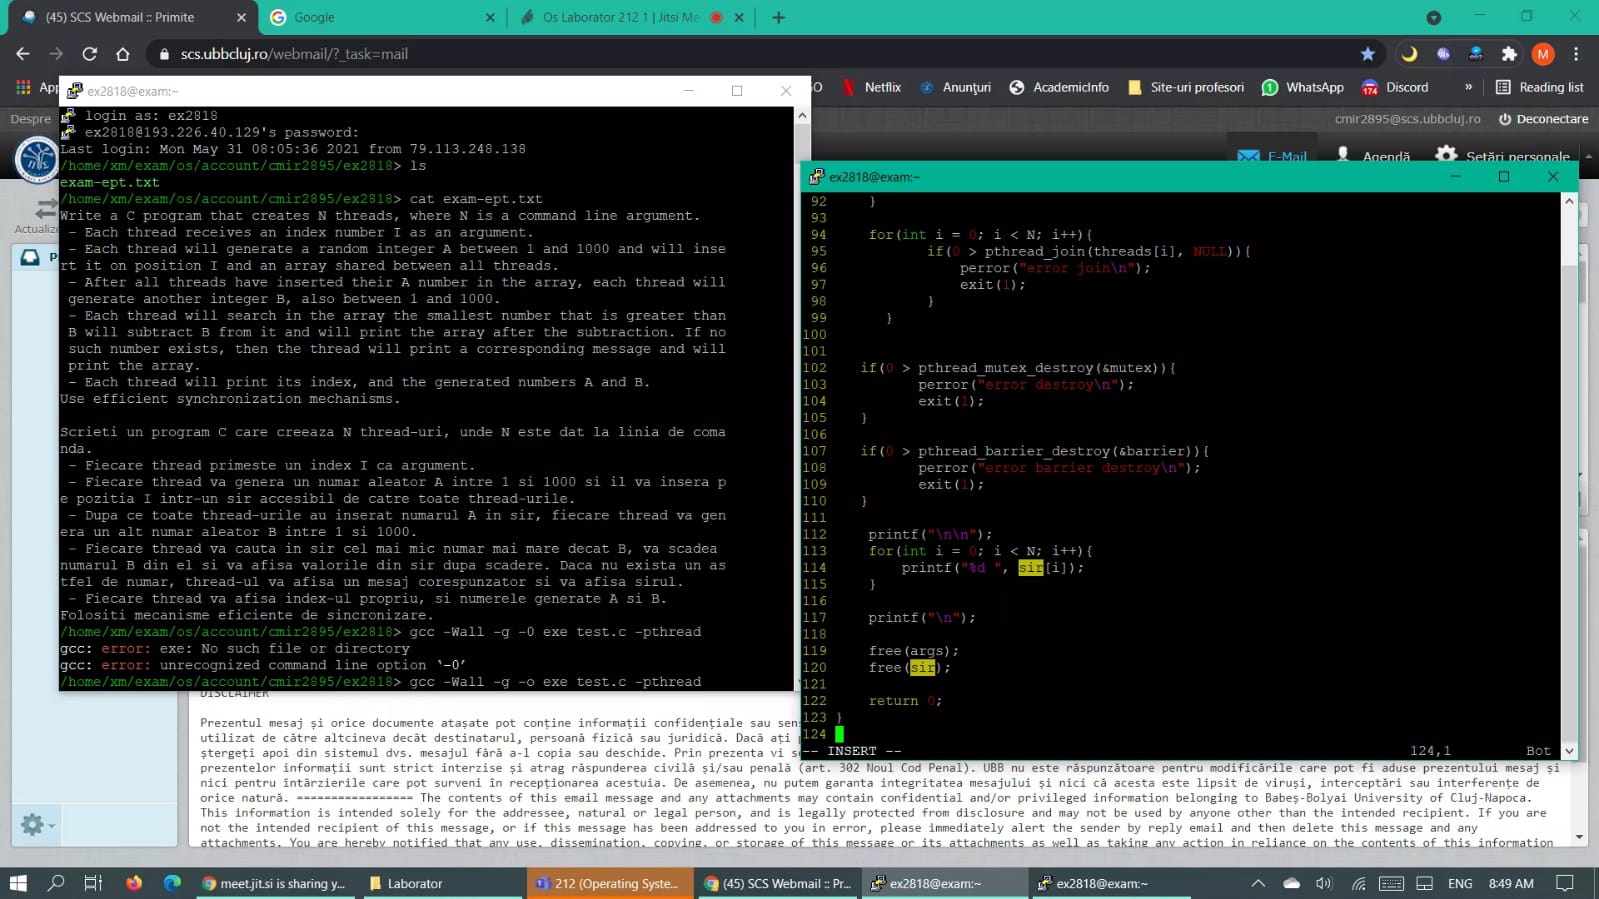 (45) SCS Webmail :: Primite
Google
Os Laborator 212 1 | Jitsi Me
scs.ubbcluj.ro/webmail/?_task=mail
M
App
GO
Netflix
Anunțuri
AcademicInfo
Site-uri profesori
WhatsApp
174
Discord
»
Reading list
Despre
cmir2895@scs.ubbcluj.ro
Deconectare
E-Mail
Agendă
Setări personale
Actualize
P
ex2818@exam:~
login as: ex2818
ex2818@193.226.40.129's password:
Last login: Mon May 31 08:05:36 2021 from 79.113.248.138
/home/xm/exam/os/account/cmir2895/ex2818> ls
exam-ept.txt
/home/xm/exam/os/account/cmir2895/ex2818> cat exam-ept.txt
Write a C program that creates N threads, where N is a command line argument.
- Each thread receives an index number I as an argument.
- Each thread will generate a random integer A between 1 and 1000 and will inse
rt it on position I and an array shared between all threads.
- After all threads have inserted their A number in the array, each thread will
generate another integer B, also between 1 and 1000.
- Each thread will search in the array the smallest number that is greater than
B will subtract B from it and will print the array after the subtraction. If no
such number exists, then the thread will print a corresponding message and will
print the array.
- Each thread will print its index, and the generated numbers A and B.
Use efficient synchronization mechanisms.
Scrieti un program C care creeaza N thread-uri, unde N este dat la linia de coma
nda.
- Fiecare thread primeste un index I ca argument.
- Fiecare thread va genera un numar aleator A intre 1 si 1000 si il va insera p
e pozitia I intr-un sir accesibil de catre toate thread-urile.
- Dupa ce toate thread-urile au inserat numarul A in sir, fiecare thread va gen
era un alt numar aleator B intre 1 si 1000.
- Fiecare thread va cauta in sir cel mai mic numar mai mare decat B, va scadea
numarul B din el si va afisa valorile din sir dupa scadere. Daca nu exista un as
tfel de numar, thread-ul va afisa un mesaj corespunzator si va afisa sirul.
- Fiecare thread va afisa index-ul propriu, si numerele generate A si B.
Folositi mecanisme eficiente de sincronizare.
/home/xm/exam/os/account/cmir2895/ex2818> gcc -Wall -g -0 exe test.c -pthread
gcc: error: exe: No such file or directory
gcc: error: unrecognized command line option ‘-0’
/home/xm/exam/os/account/cmir2895/ex2818> gcc -Wall -g -o exe test.c -pthread
ex2818@exam:~
92 }
93
94 for(int i = 0; i < N; i++){
95 if(0 > pthread_join(threads[i], NULL)){
96 perror("error join\n");
97 exit(1);
98 }
99 }
100
101
102 if(0 > pthread_mutex_destroy(&mutex)){
103 perror("error destroy\n");
104 exit(1);
105 }
106
107 if(0 > pthread_barrier_destroy(&barrier)){
108 perror("error barrier destroy\n");
109 exit(1);
110 }
111
112 printf("\n\n");
113 for(int i = 0; i < N; i++){
114 printf("%d ", sir[i]);
115 }
116
117 printf("\n");
118
119 free(args);
120 free(sir);
121
122 return 0;
123 }
124
-- INSERT -- 124,1 Bot
DISCLAIMER
Prezentul mesaj și orice documente atașate pot conține informații confidențiale sau sen
utilizat de către altcineva decât destinatarul, persoană fizică sau juridică. Dacă ați p
ștergeți apoi din sistemul dvs. mesajul fără a-l copia sau deschide. Prin prezenta vi s
prezentelor informații sunt strict interzise și atrag răspunderea civilă și/sau penală (art. 302 Noul Cod Penal). UBB nu este răspunzătoare pentru modificările care pot fi aduse prezentului mesaj și
nici pentru întârzierile care pot surveni în recepționarea acestuia. De asemenea, nu putem garanta integritatea mesajului și nici că acesta este lipsit de viruși, interceptări sau interferențe de
orice natură. ================= The contents of this email message and any attachments may contain confidential and/or privileged information belonging to Babeș-Bolyai University of Cluj-Napoca.
This information is intended solely for the addressee, natural or legal person, and is legally protected from disclosure and may not be used by anyone other than the intended recipient. If you are
not the intended recipient of this message, or if this message has been addressed to you in error, please immediately alert the sender by reply email and then delete this message and any
attachments. You are hereby notified that any use, dissemination, copying, or storage of this message or its attachments as well as taking any action in reliance on the contents of this information
meet.jit.si is sharing y...
Laborator
212 (Operating Syste...
(45) SCS Webmail :: Pr...
ex2818@exam:~
ex2818@exam:~
ENG
8:49 AM